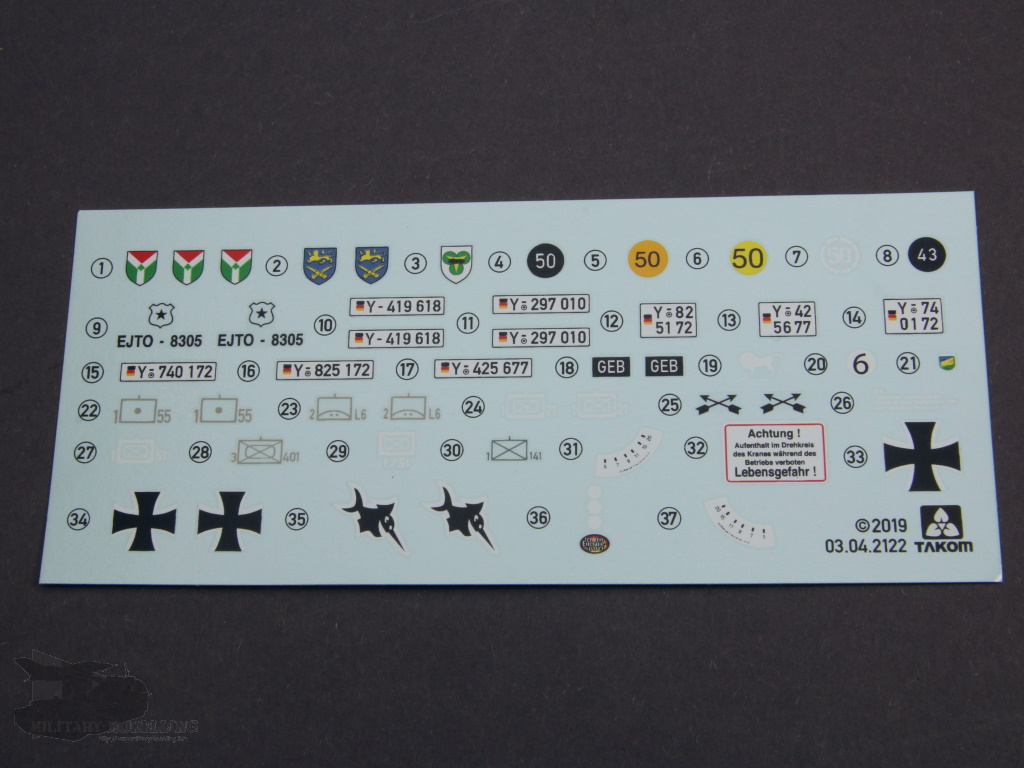 1 2 3 4 50 5 50 6 50 7 50 8 43
9 EJTO - 8305 EJTO - 8305
10 Y - 419 618
Y - 419 618
11 Y - 297 010
Y - 297 010
12 Y - 82
51 72
13 Y - 42
56 77
14 Y - 74
01 72
15 Y 740 172 16 Y 825 172 17 Y 425 677 18 GEB GEB 19 20 6 21
22 1 55 1 55 23 2 L6 2 L6 24 25 26
27 28 3 401 29 30 1 141 31 32
Achtung !
Aufenthalt im Drehkreis
des Kranes während des
Betriebs verboten
Lebensgefahr !
33
34 35 36 37
© 2019
03.04.2122 TAKOM